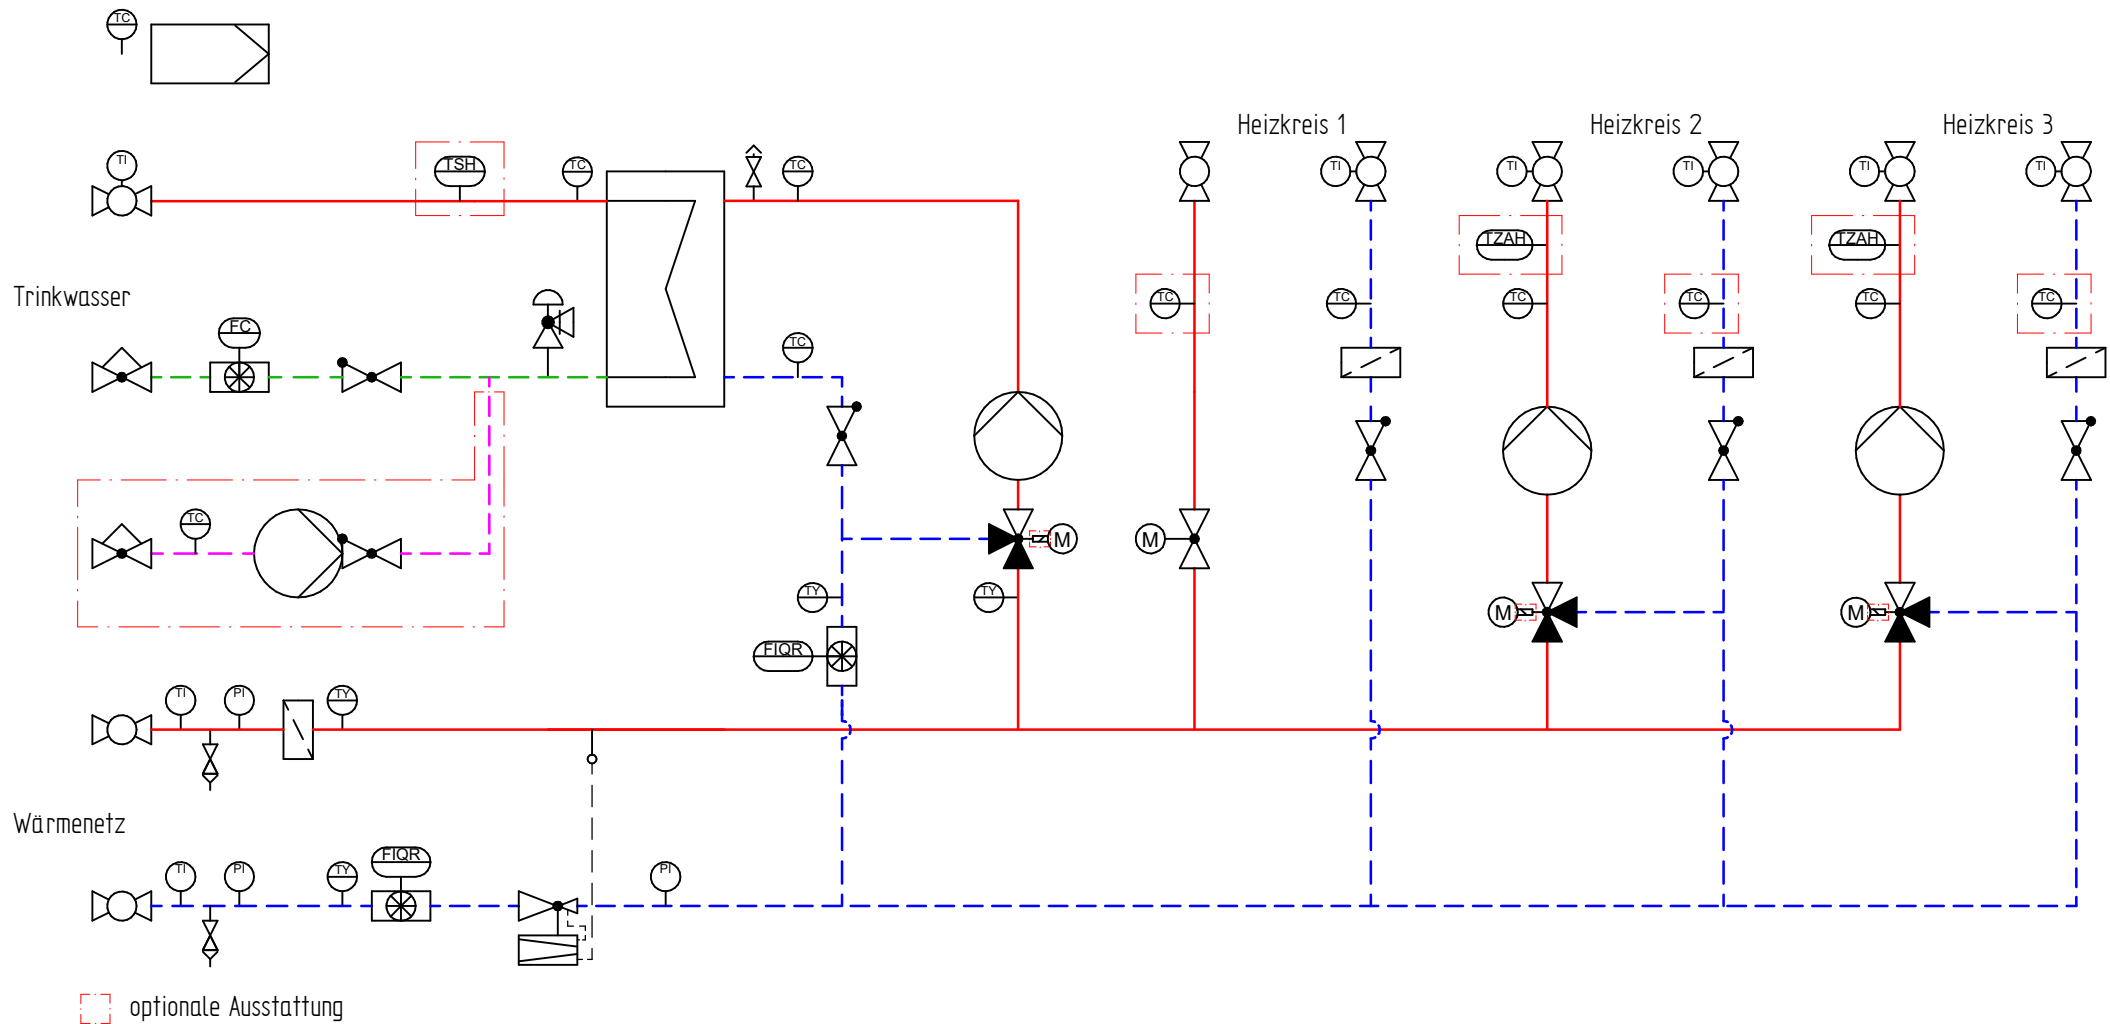 TC
Heizkreis 1
Heizkreis 2
Heizkreis 3
TI
TSH
TC
TC
TI
TI
TI
TI
TI
TZAH
TZAH
Trinkwasser
TC
TC
TC
TC
TC
TC
FC
TC
TC
M
M
TY
TY
M
M
FIQR
TI
PI
TY
Wärmenetz
TI
PI
TY
FIQR
PI
optionale Ausstattung